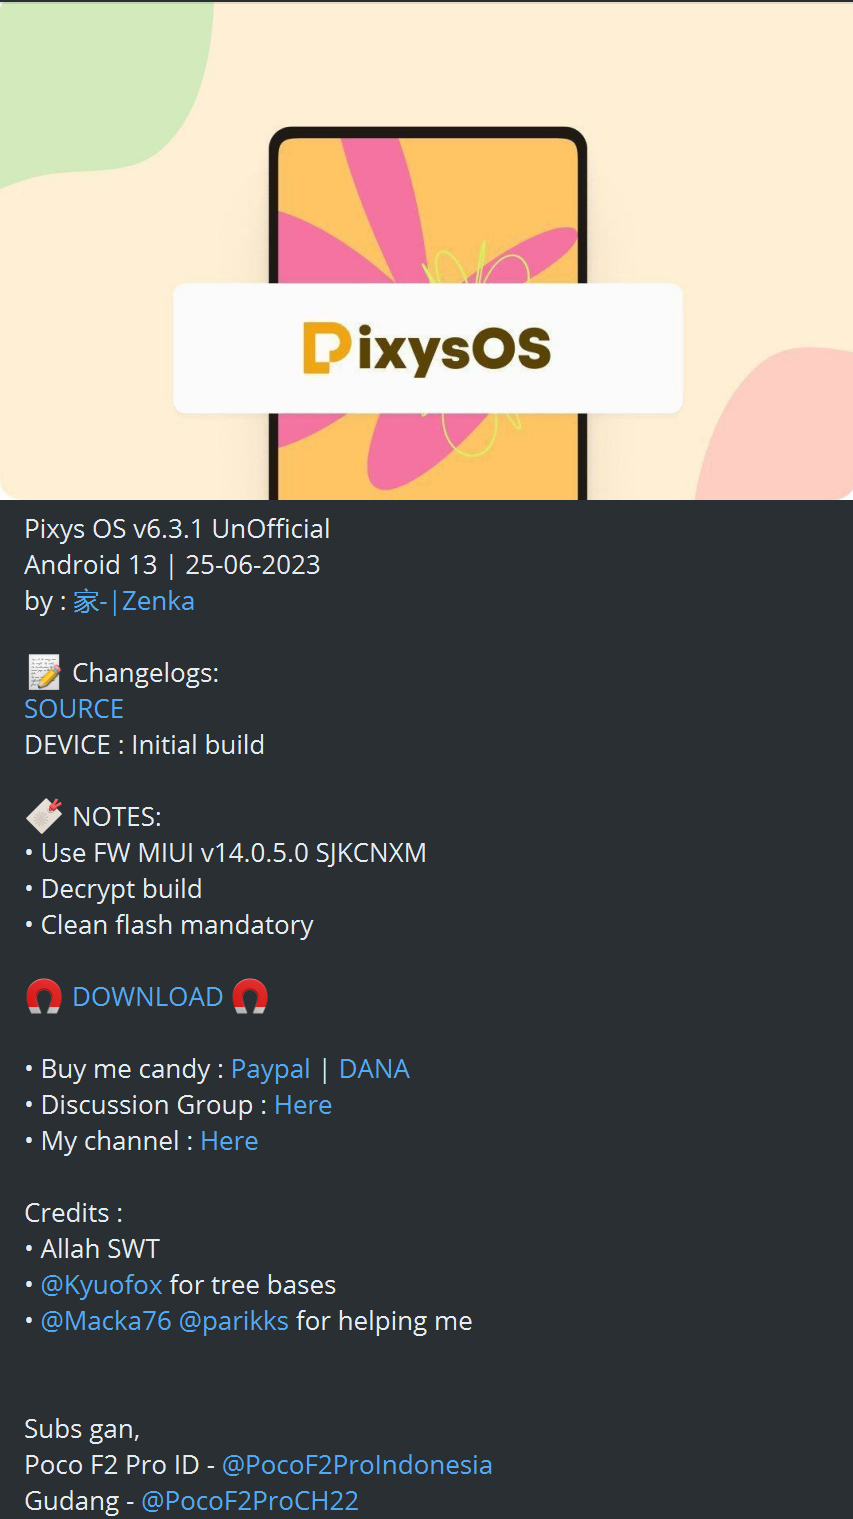 PixysOS
Pixys OS v6.3.1 UnOfficial
Android 13 | 25-06-2023
by : 家-|Zenka
📝 Changelogs:
SOURCE
DEVICE : Initial build
NOTES:
• Use FW MIUI v14.0.5.0 SJKCNXM
• Decrypt build
• Clean flash mandatory
🧲 DOWNLOAD 🧲
• Buy me candy : Paypal | DANA
• Discussion Group : Here
• My channel : Here
Credits :
• Allah SWT
• @Kyuofox for tree bases
• @Macka76 @parikks for helping me
Subs gan,
Poco F2 Pro ID - @PocoF2ProIndonesia
Gudang - @PocoF2ProCH22